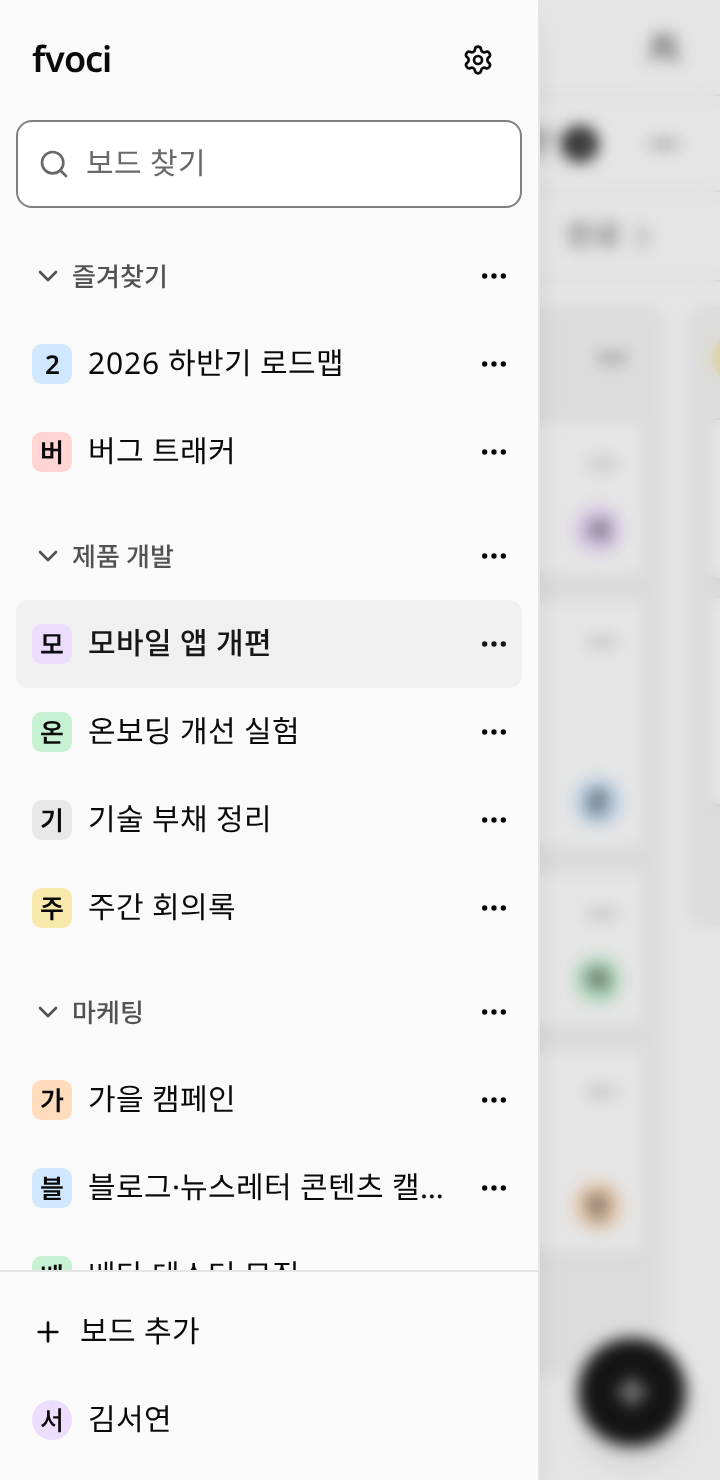 fvoci
보드 찾기
즐겨찾기
2 2026 하반기 로드맵
버 버그 트래커
제품 개발
모 모바일 앱 개편
온 온보딩 개선 실험
기 기술 부채 정리
주 주간 회의록
마케팅
가 가을 캠페인
블 블로그·뉴스레터 콘텐츠 캘...
보드 추가
서 김서연